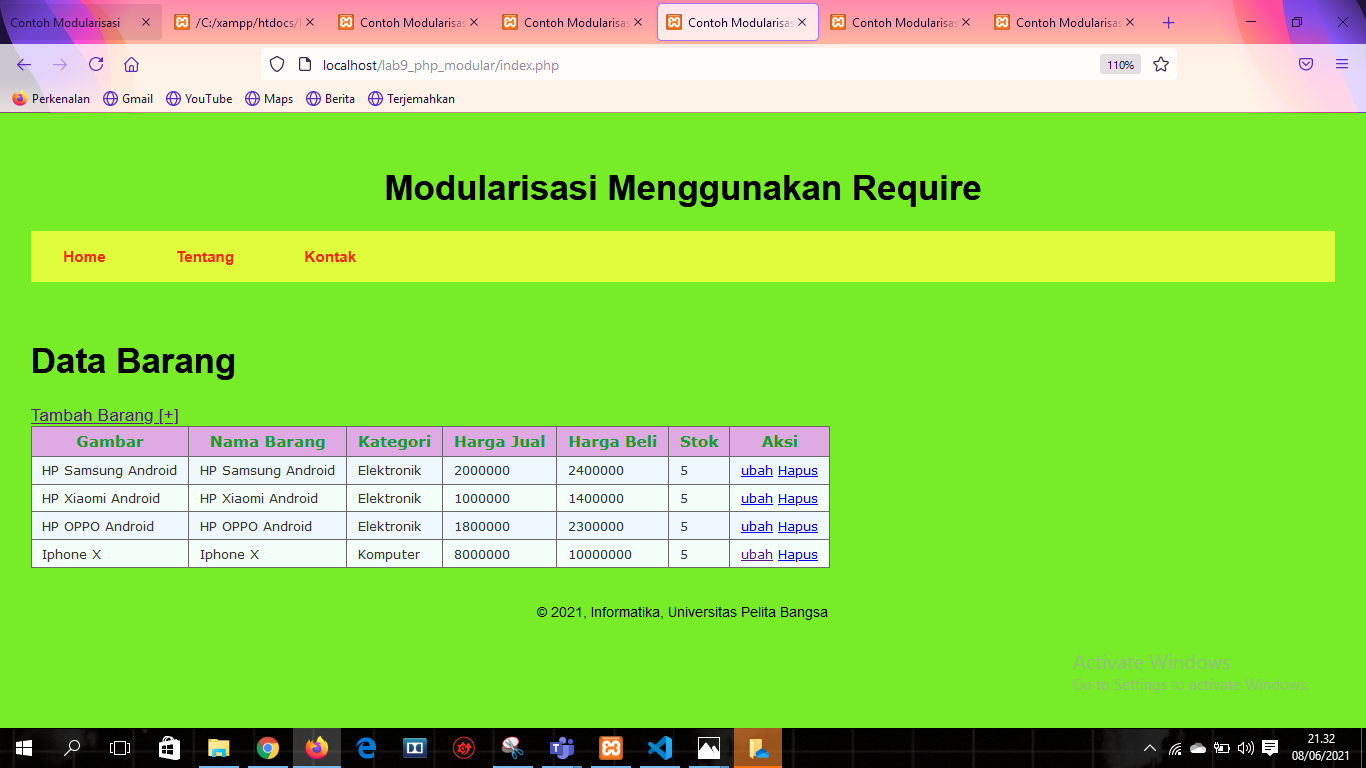 Contoh Modularisasi
/C:/xampp/htdocs/
Contoh Modularisas
Contoh Modularisas
Contoh Modularisas
Contoh Modularisas
Contoh Modularisas
localhost/lab9_php_modular/index.php
110%
Perkenalan Gmail YouTube Maps Berita Terjemahkan
Modularisasi Menggunakan Require
Home Tentang Kontak
Data Barang
Tambah Barang [+]
Gambar Nama Barang Kategori Harga Jual Harga Beli Stok Aksi
HP Samsung Android HP Samsung Android Elektronik 2000000 2400000 5 ubah Hapus
HP Xiaomi Android HP Xiaomi Android Elektronik 1000000 1400000 5 ubah Hapus
HP OPPO Android HP OPPO Android Elektronik 1800000 2300000 5 ubah Hapus
Iphone X Iphone X Komputer 8000000 10000000 5 ubah Hapus
© 2021, Informatika, Universitas Pelita Bangsa
Activate Windows
Go to Settings to activate Windows.
21.32
08/06/2021